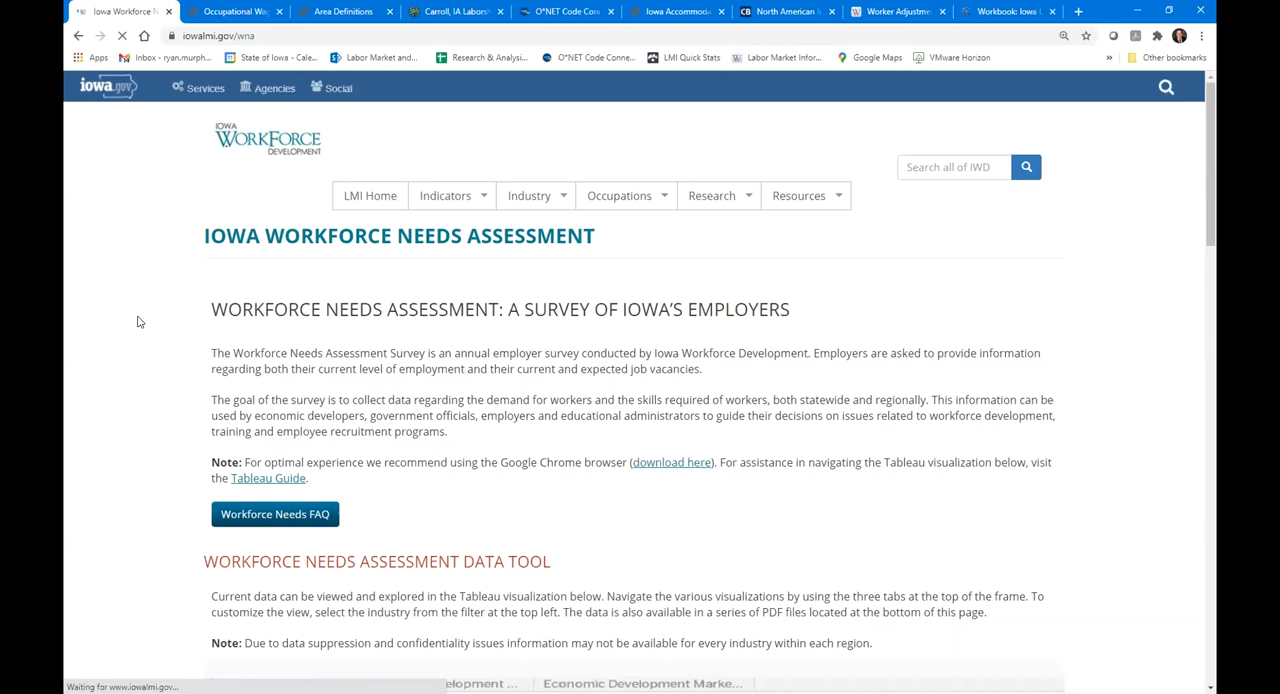 Iowa Workforce N
Occupational Wag
Area Definitions
Carroll, IA Laborsh
O*NET Code Con
Iowa Accommoda
North American I
Worker Adjustme
Workbook: Iowa L
iowalmi.gov/wna
Apps
Inbox - ryan.murph...
State of Iowa - Cale...
Labor Market and...
Research & Analysi...
O*NET Code Conne...
LMI Quick Stats
Labor Market Infor...
Google Maps
VMware Horizon
»
Other bookmarks
iowa.gov
Services
Agencies
Social
IOWA
WORKFORCE
DEVELOPMENT
Search all of IWD
LMI Home
Indicators
Industry
Occupations
Research
Resources
IOWA WORKFORCE NEEDS ASSESSMENT
WORKFORCE NEEDS ASSESSMENT: A SURVEY OF IOWA'S EMPLOYERS
The Workforce Needs Assessment Survey is an annual employer survey conducted by Iowa Workforce Development. Employers are asked to provide information
regarding both their current level of employment and their current and expected job vacancies.
The goal of the survey is to collect data regarding the demand for workers and the skills required of workers, both statewide and regionally. This information can be
used by economic developers, government officials, employers and educational administrators to guide their decisions on issues related to workforce development,
training and employee recruitment programs.
Note: For optimal experience we recommend using the Google Chrome browser (download here). For assistance in navigating the Tableau visualization below, visit
the Tableau Guide.
Workforce Needs FAQ
WORKFORCE NEEDS ASSESSMENT DATA TOOL
Current data can be viewed and explored in the Tableau visualization below. Navigate the various visualizations by using the three tabs at the top of the frame. To
customize the view, select the industry from the filter at the top left. The data is also available in a series of PDF files located at the bottom of this page.
Note: Due to data suppression and confidentiality issues information may not be available for every industry within each region.
elopment ...
Economic Development Marke...
Waiting for www.iowalmi.gov...